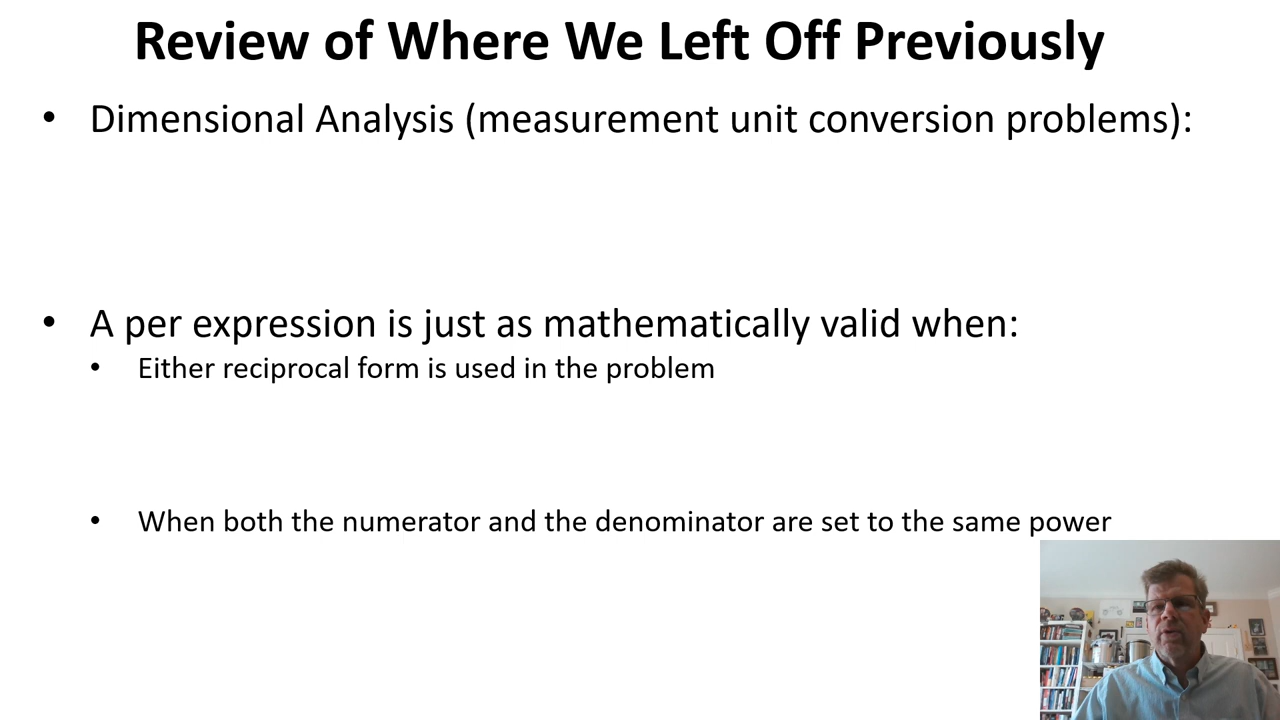 Review of Where We Left Off Previously
• Dimensional Analysis (measurement unit conversion problems):
• A per expression is just as mathematically valid when:
• Either reciprocal form is used in the problem
• When both the numerator and the denominator are set to the same power